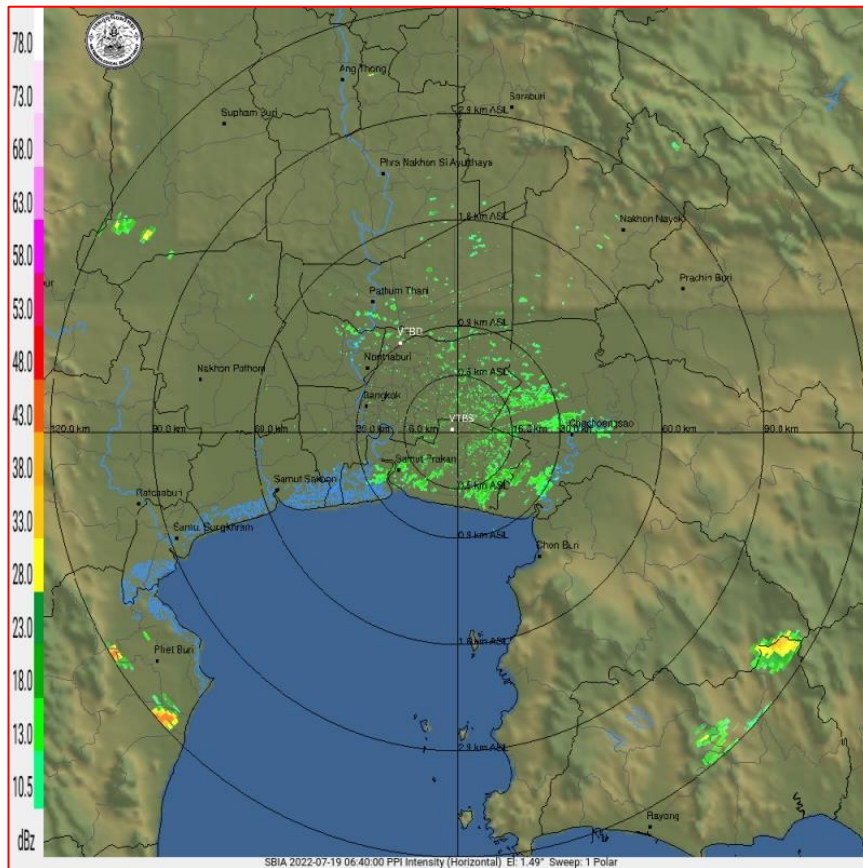 78.0
73.0
68.0
63.0
58.0
53.0
48.0
43.0
38.0
33.0
28.0
23.0
18.0
13.0
10.5
dBz
Ang Thong
Saraburi
2.9 km ASL
Supham Buri
Phra Nakhon Si Ayutthaya
1.8 km ASL
Nakhon Nayok
Prachin Buri
Pathum Thani
0.9 km ASL
VTBD
Nonthaburi
Nakhon Pathom
Bangkok
VTBS
Chachoengsao
120.0 km
90.0 km
60.0 km
15.0 km
30.0 km
60.0 km
90.0 km
Samut Prakan
Samut Sakhon
Ratchaburi
Samut Songkhram
0.9 km ASL
Chon Buri
1.8 km ASL
Phet Buri
2.9 km ASL
Rayong
SBIA 2022-07-19 06:40:00 PPI Intensity (Horizontal) El: 1.49° Sweep: 1 Polar